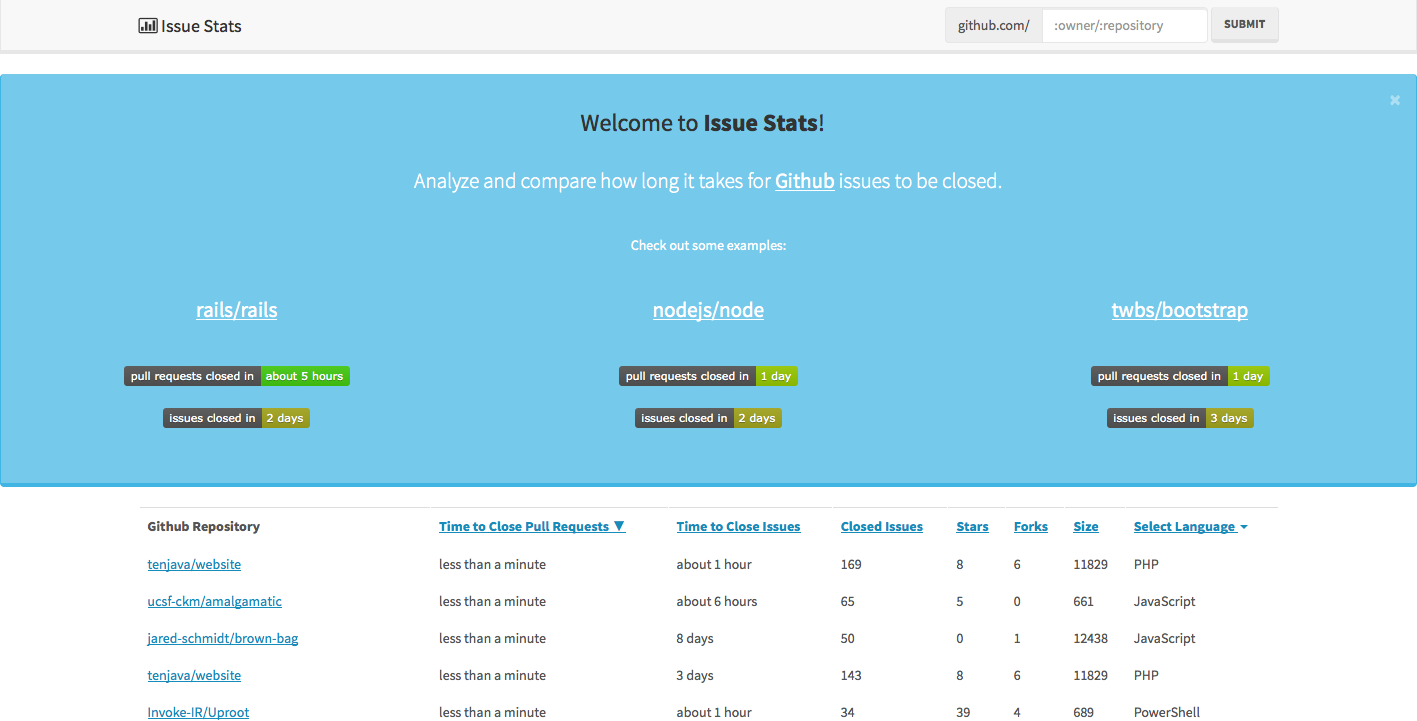 Issue Stats
github.com/ :owner/:repository SUBMIT
×
Welcome to Issue Stats!
Analyze and compare how long it takes for Github issues to be closed.
Check out some examples:
rails/rails nodejs/node twbs/bootstrap
pull requests closed in about 5 hours pull requests closed in 1 day pull requests closed in 1 day
issues closed in 2 days issues closed in 2 days issues closed in 3 days
Github Repository Time to Close Pull Requests ▼ Time to Close Issues Closed Issues Stars Forks Size Select Language
tenjava/website less than a minute about 1 hour 169 8 6 11829 PHP
ucsf-ckm/amalgamatic less than a minute about 6 hours 65 5 0 661 JavaScript
jared-schmidt/brown-bag less than a minute 8 days 50 0 1 12438 JavaScript
tenjava/website less than a minute 3 days 143 8 6 11829 PHP
Invoke-IR/Uproot less than a minute about 1 hour 34 39 4 689 PowerShell